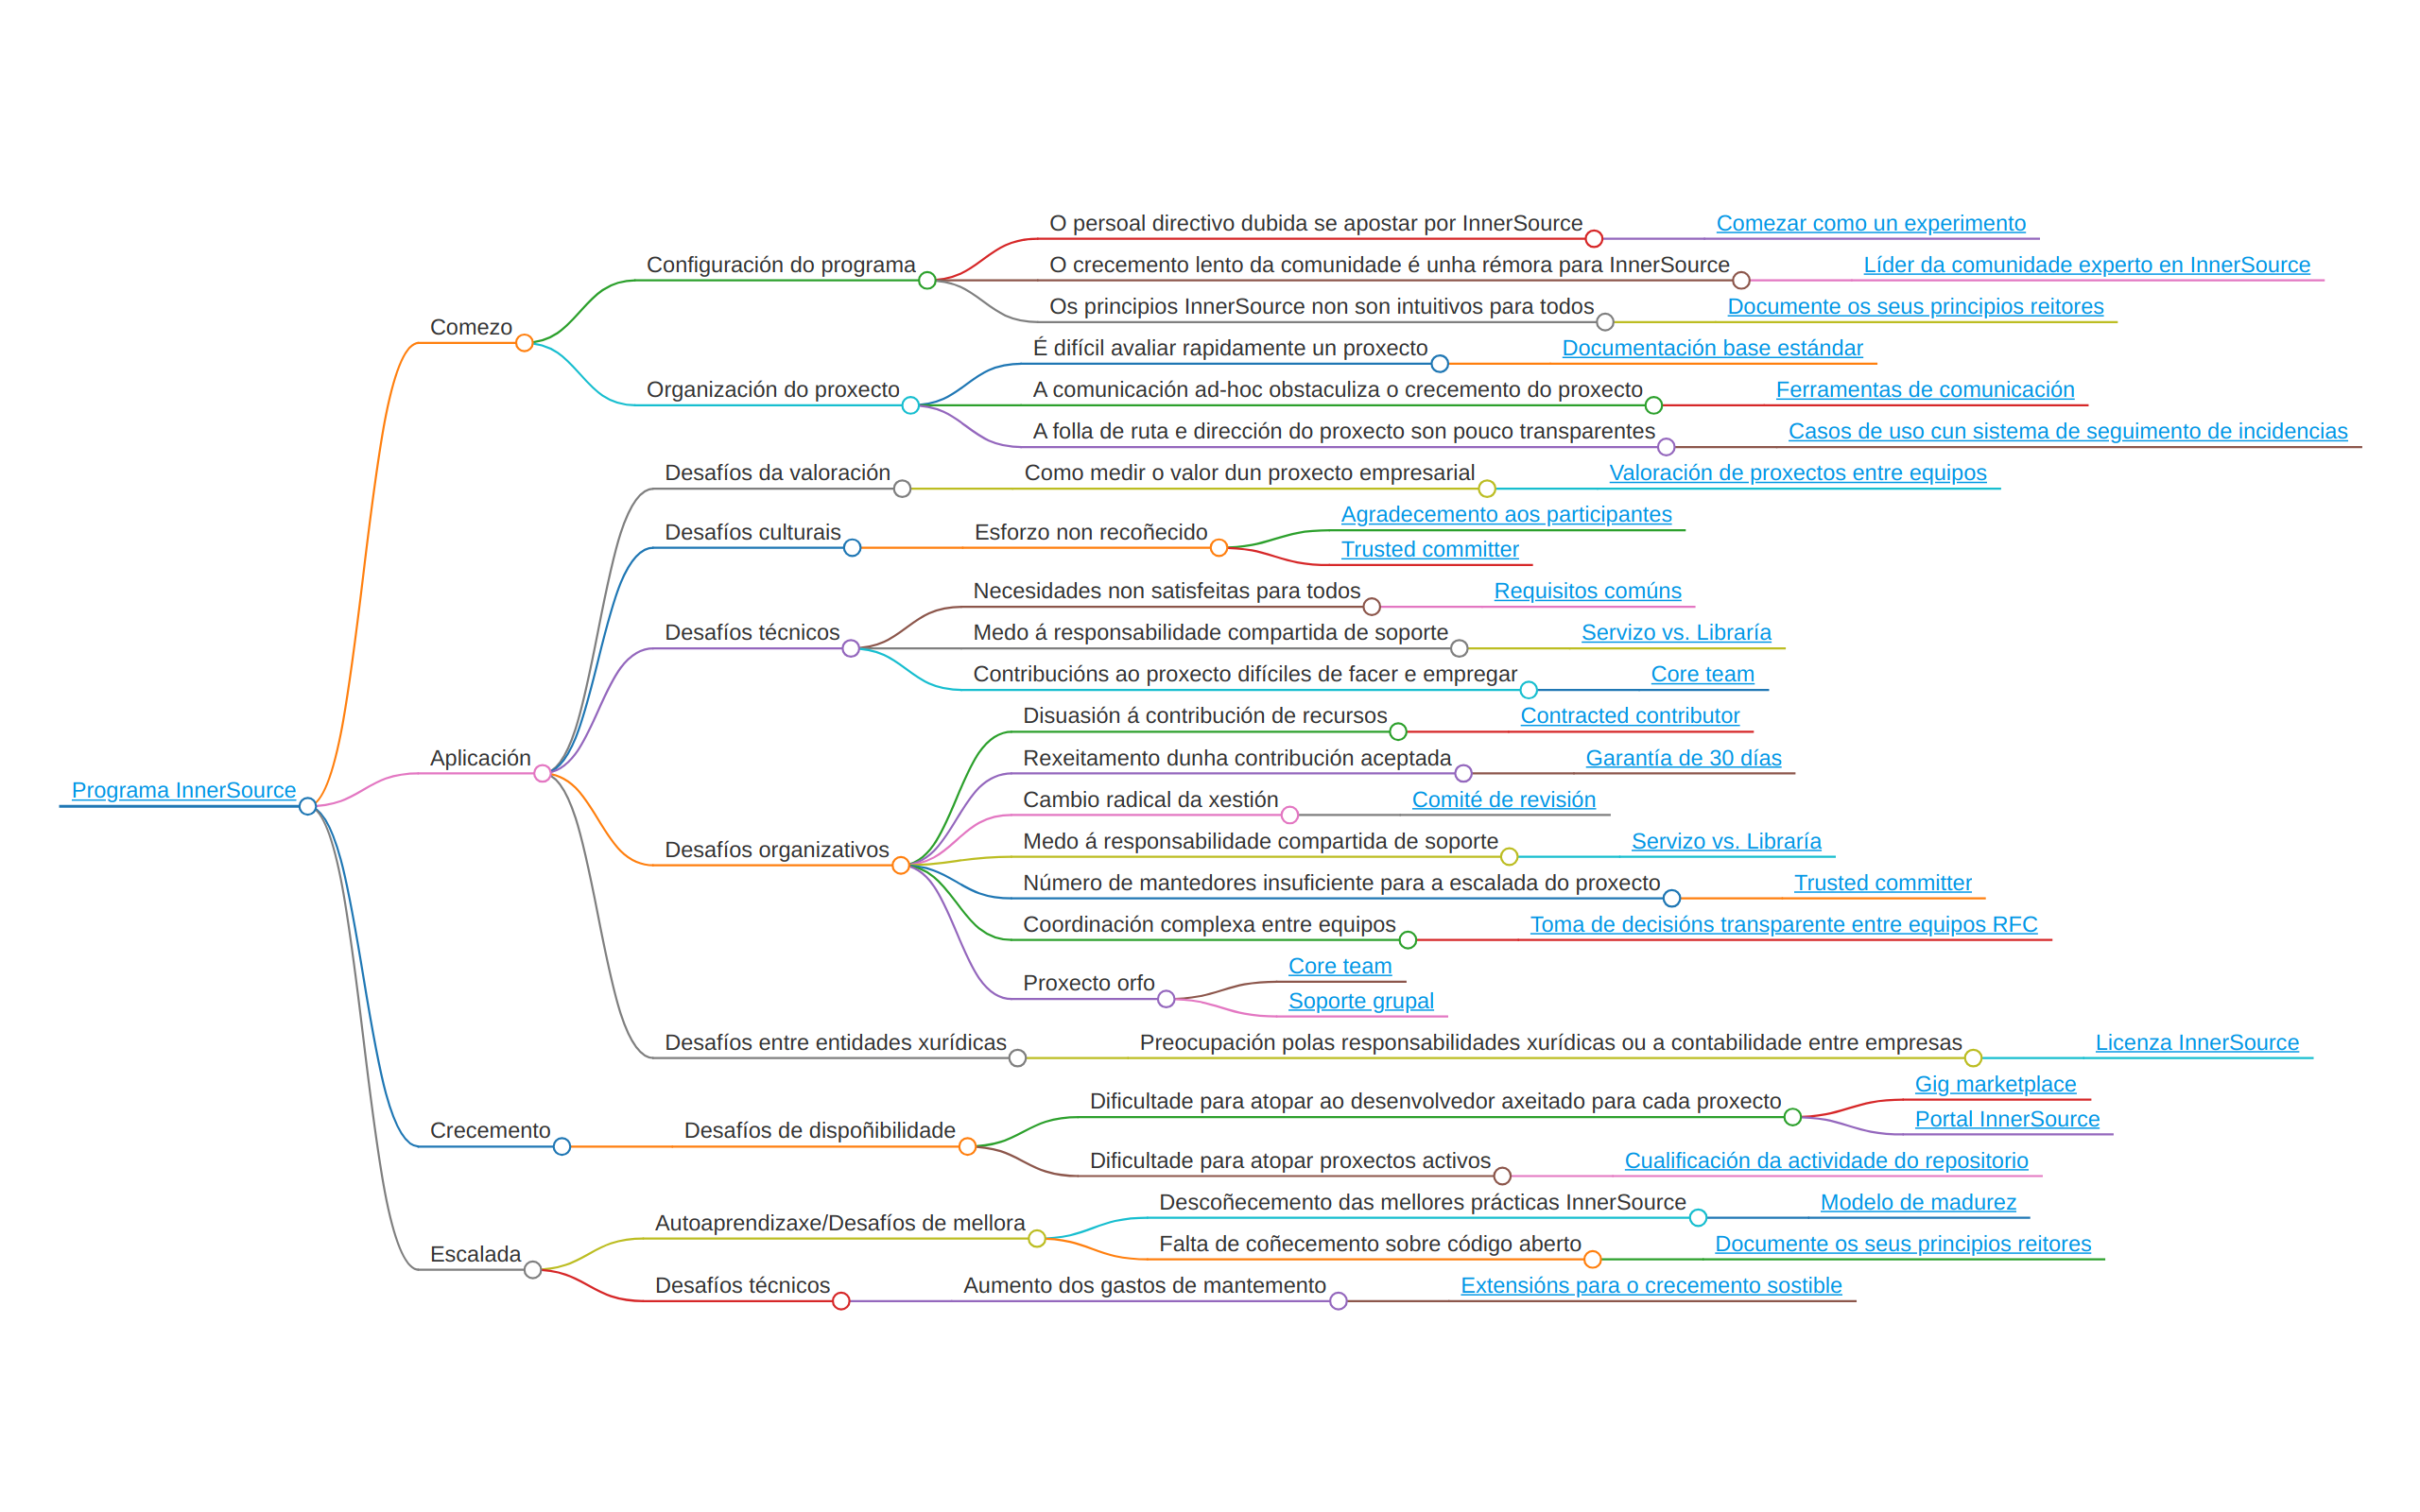 Programa InnerSource
Comezo
Configuración do programa
O persoal directivo dubida se apostar por InnerSource
Comezar como un experimento
O crecemento lento da comunidade é unha rémora para InnerSource
Líder da comunidade experto en InnerSource
Os principios InnerSource non son intuitivos para todos
Documente os seus principios reitores
Organización do proxecto
É difícil avaliar rapidamente un proxecto
Documentación base estándar
A comunicación ad-hoc obstaculiza o crecemento do proxecto
Ferramentas de comunicación
A folla de ruta e dirección do proxecto son pouco transparentes
Casos de uso cun sistema de seguimento de incidencias
Aplicación
Desafíos da valoración
Como medir o valor dun proxecto empresarial
Valoración de proxectos entre equipos
Desafíos culturais
Esforzo non recoñecido
Agradecemento aos participantes
Trusted committer
Desafíos técnicos
Necesidades non satisfeitas para todos
Requisitos comúns
Medo á responsabilidade compartida de soporte
Servizo vs. Libraría
Contribucións ao proxecto difíciles de facer e empregar
Core team
Desafíos organizativos
Disuasión á contribución de recursos
Contracted contributor
Rexeitamento dunha contribución aceptada
Garantía de 30 días
Cambio radical da xestión
Comité de revisión
Medo á responsabilidade compartida de soporte
Servizo vs. Libraría
Número de mantedores insuficiente para a escalada do proxecto
Trusted committer
Coordinación complexa entre equipos
Toma de decisións transparente entre equipos RFC
Proxecto orfo
Core team
Soporte grupal
Desafíos entre entidades xurídicas
Preocupación polas responsabilidades xurídicas ou a contabilidade entre empresas
Licenza InnerSource
Crecemento
Desafíos de dispoñibilidade
Dificultade para atopar ao desenvolvedor axeitado para cada proxecto
Gig marketplace
Portal InnerSource
Dificultade para atopar proxectos activos
Cualificación da actividade do repositorio
Escalada
Autoaprendizaxe/Desafíos de mellora
Descoñecemento das mellores prácticas InnerSource
Modelo de madurez
Falta de coñecemento sobre código aberto
Documente os seus principios reitores
Desafíos técnicos
Aumento dos gastos de mantemento
Extensións para o crecemento sostible